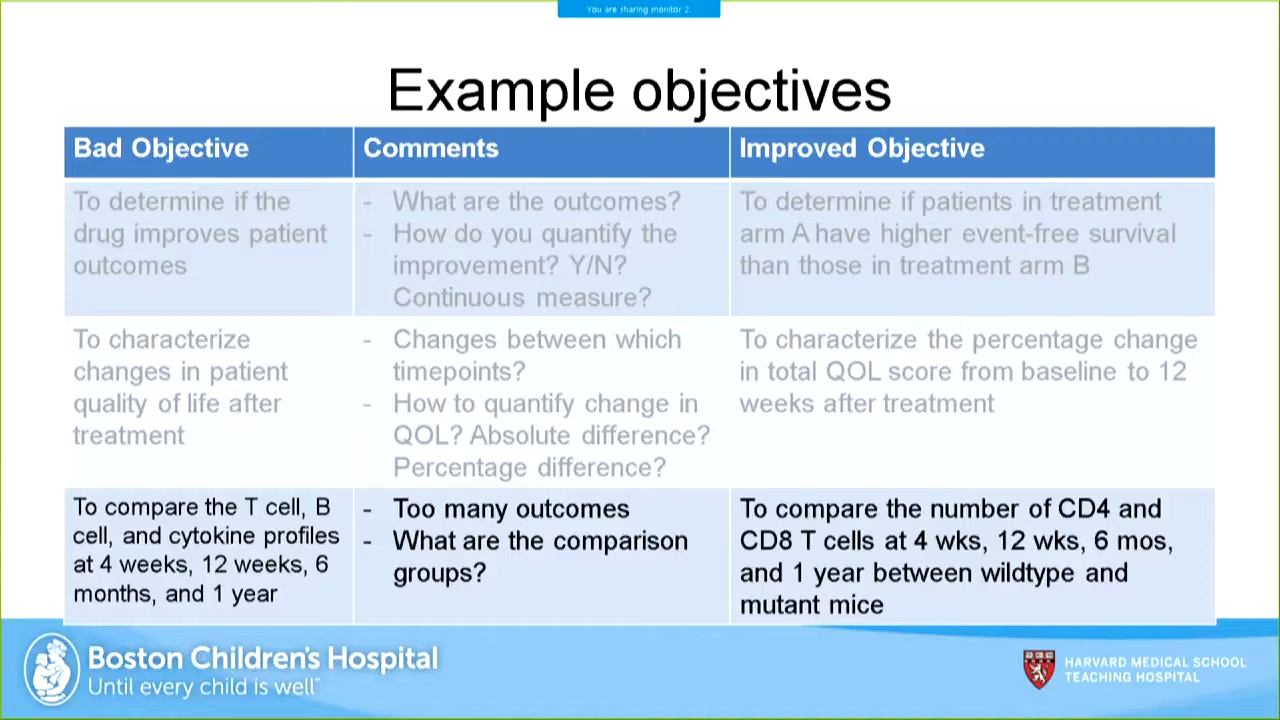 You are sharing monitor 2.
Example objectives
Bad Objective
Comments
Improved Objective
To determine if the
drug improves patient
outcomes
- What are the outcomes?
- How do you quantify the
improvement? Y/N?
Continuous measure?
To determine if patients in treatment
arm A have higher event-free survival
than those in treatment arm B
To characterize
changes in patient
quality of life after
treatment
- Changes between which
timepoints?
- How to quantify change in
QOL? Absolute difference?
Percentage difference?
To characterize the percentage change
in total QOL score from baseline to 12
weeks after treatment
To compare the T cell, B
cell, and cytokine profiles
at 4 weeks, 12 weeks, 6
months, and 1 year
- Too many outcomes
- What are the comparison
groups?
To compare the number of CD4 and
CD8 T cells at 4 wks, 12 wks, 6 mos,
and 1 year between wildtype and
mutant mice
Boston Children's Hospital
Until every child is well™
HARVARD MEDICAL SCHOOL
TEACHING HOSPITAL